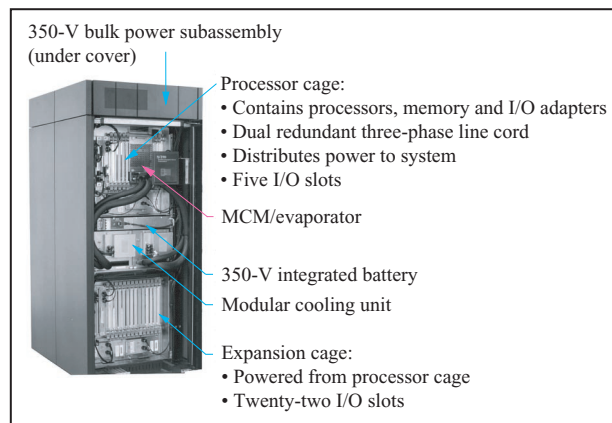 350-V bulk power subassembly
(under cover)
Processor cage:
• Contains processors, memory and I/O adapters
• Dual redundant three-phase line cord
• Distributes power to system
• Five I/O slots
MCM/evaporator
350-V integrated battery
Modular cooling unit
Expansion cage:
• Powered from processor cage
• Twenty-two I/O slots